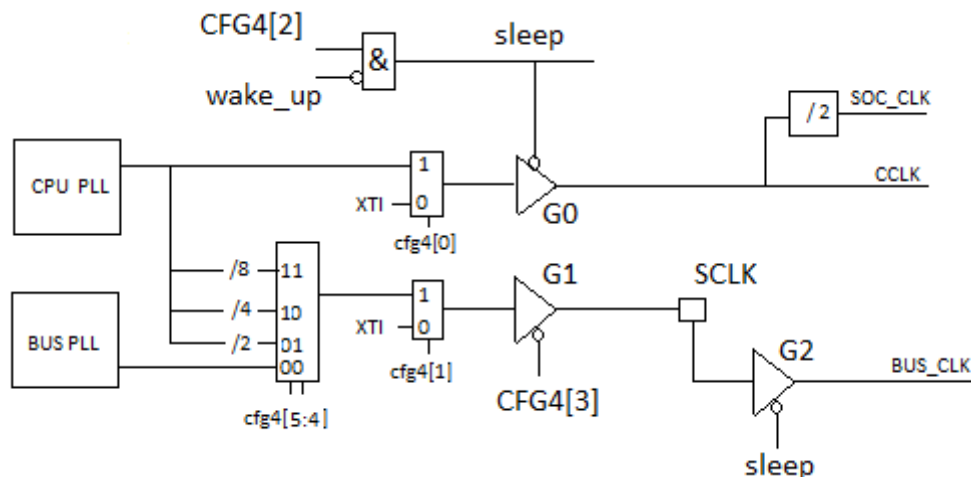 CFG4[2]
sleep
&
wake_up
/ 2
SOC_CLK
CPU PLL
1
XTI
0
G0
CCLK
cfg4[0]
/8
11
G1
SCLK
/4
10
1
BUS PLL
/2
01
XTI
0
00
G2
cfg4[1]
BUS_CLK
CFG4[3]
cfg4[5:4]
sleep